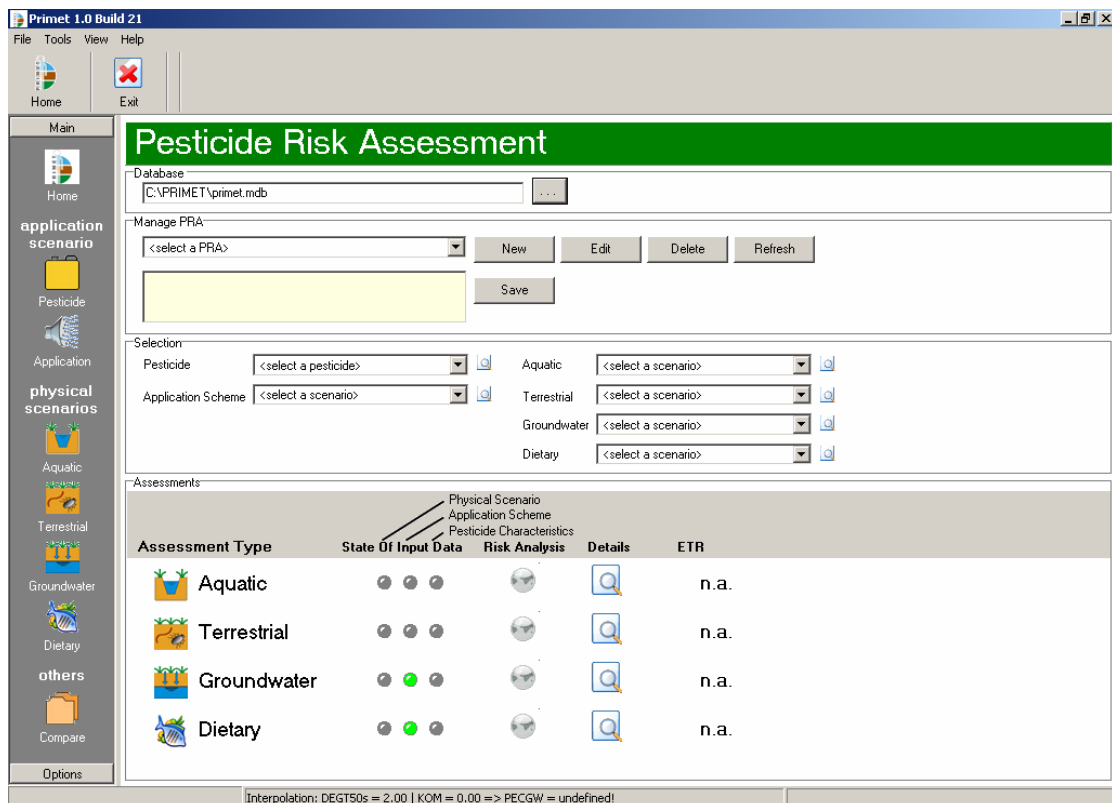 Primet 1.0 Build 21
File Tools View Help
Home Exit
Main
Home
application
scenario
Pesticide
Application
physical
scenarios
Aquatic
Terrestrial
Groundwater
Dietary
others
Compare
Options
Pesticide Risk Assessment
Database
C:\PRIMET\primet.mdb ...
Manage PRA
<select a PRA> New Edit Delete Refresh
Save
Selection
Pesticide <select a pesticide> Aquatic <select a scenario>
Application Scheme <select a scenario> Terrestrial <select a scenario>
Groundwater <select a scenario>
Dietary <select a scenario>
Assessments
Physical Scenario
Application Scheme
Pesticide Characteristics
Assessment Type State Of Input Data Risk Analysis Details ETR
Aquatic n.a.
Terrestrial n.a.
Groundwater n.a.
Dietary n.a.
Interpolation: DEGT50s = 2.00 | KOM = 0.00 => PECGW = undefined!